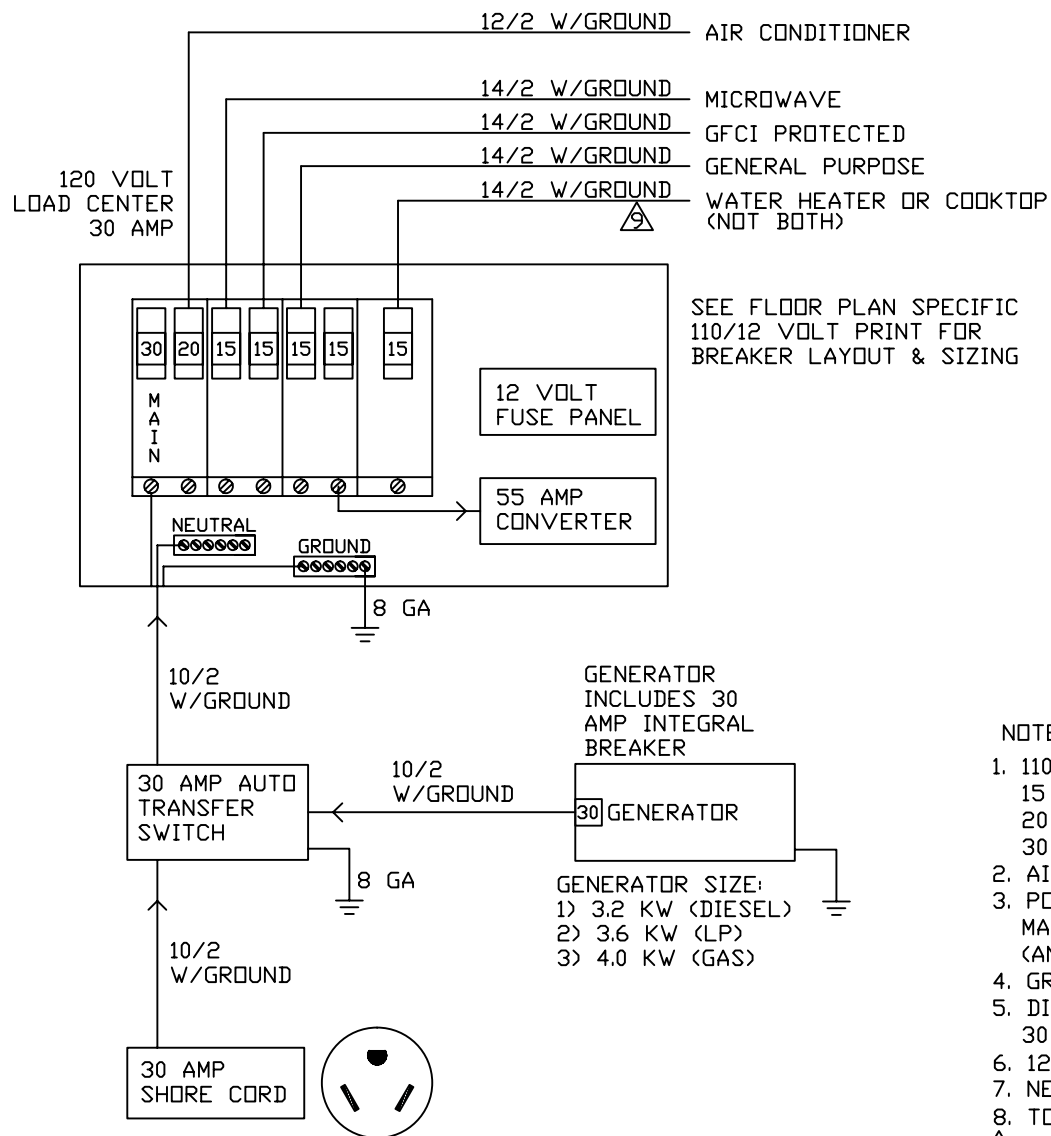 12/2 W/GROUND
AIR CONDITIONER
14/2 W/GROUND
MICROWAVE
14/2 W/GROUND
GFCI PROTECTED
14/2 W/GROUND
GENERAL PURPOSE
14/2 W/GROUND
9
WATER HEATER OR COOKTOP
(NOT BOTH)
120 VOLT
LOAD CENTER
30 AMP
SEE FLOOR PLAN SPECIFIC
110/12 VOLT PRINT FOR
BREAKER LAYOUT & SIZING
30 20 15 15 15 15 15
MAIN
12 VOLT
FUSE PANEL
55 AMP
CONVERTER
NEUTRAL
GROUND
8 GA
10/2
W/GROUND
GENERATOR
INCLUDES 30
AMP INTEGRAL
BREAKER
30 AMP AUTO
TRANSFER
SWITCH
10/2
W/GROUND
30 GENERATOR
8 GA
GENERATOR SIZE:
1) 3.2 KW (DIESEL)
2) 3.6 KW (LP)
3) 4.0 KW (GAS)
10/2
W/GROUND
30 AMP
SHORE CORD
NOTE
1. 110
15
20
30
2. AI
3. PO
MA
(AN
4. GR
5. DI
30
6. 12
7. NE
8. TO